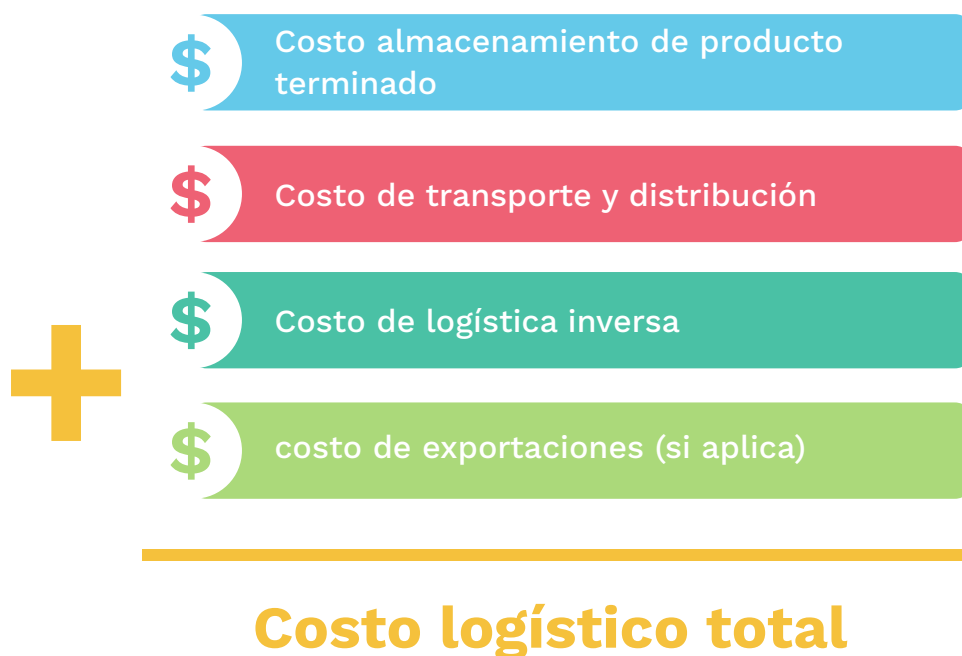 $ Costo almacenamiento de producto
terminado
$ Costo de transporte y distribución
$ Costo de logística inversa
$ costo de exportaciones (si aplica)
+
Costo logístico total